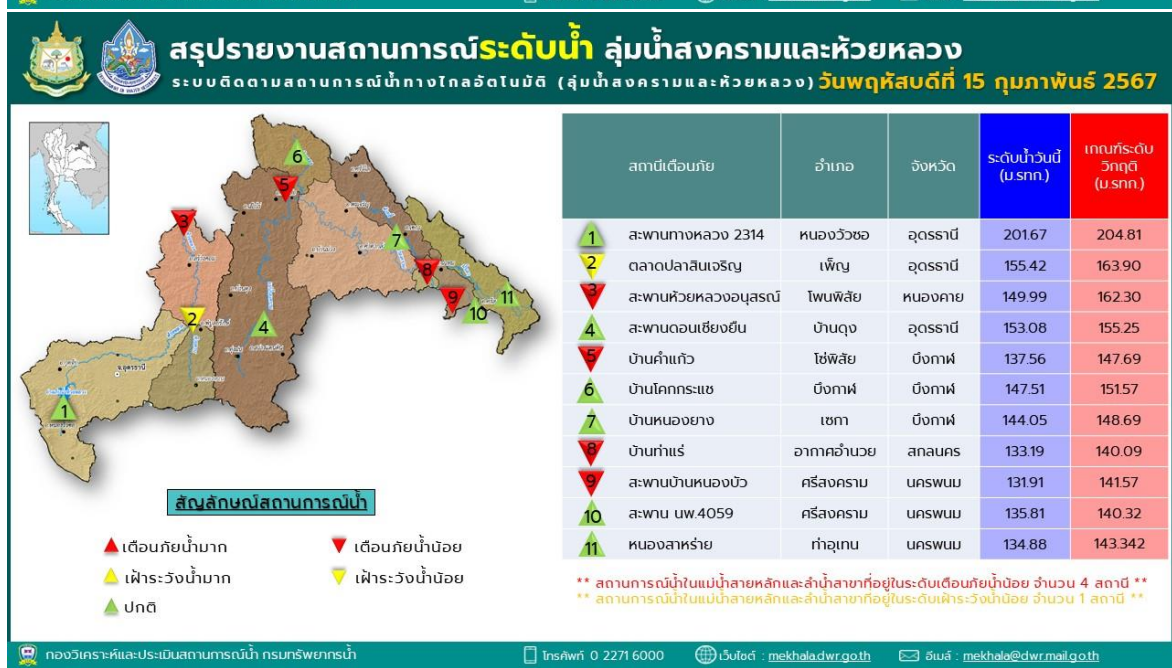 สรุปรายงานสถานการณ์ระดับน้ำ ลุ่มน้ำสงครามและห้วยหลวง
ระบบติดตามสถานการณ์น้ำทางไกลอัตโนมัติ (ลุ่มน้ำสงครามและห้วยหลวง) วันพฤหัสบดีที่ 15 กุมภาพันธ์ 2567
สถานีเตือนภัย อำเภอ จังหวัด ระดับน้ำวันนี้ (ม.รทก.) เกณฑ์ระดับวิกฤติ (ม.รทก.)
1 สะพานทางหลวง 2314 หนองวัวซอ อุดรธานี 201.67 204.81
2 ตลาดปลาสินเจริญ เพ็ญ อุดรธานี 155.42 163.90
3 สะพานห้วยหลวงอนุสรณ์ โพนพิสัย หนองคาย 149.99 162.30
4 สะพานดอนเชียงยืน บ้านดุง อุดรธานี 153.08 155.25
5 บ้านคำแก้ว โซ่พิสัย บึงกาฬ 137.56 147.69
6 บ้านโคกกระแซ บึงกาฬ บึงกาฬ 147.51 151.57
7 บ้านหนองยาง เซกา บึงกาฬ 144.05 148.69
8 บ้านท่าแร่ อากาศอำนวย สกลนคร 133.19 140.09
9 สะพานบ้านหนองบัว ศรีสงคราม นครพนม 131.91 141.57
10 สะพาน นพ.4059 ศรีสงคราม นครพนม 135.81 140.32
11 หนองสาหร่าย ท่าอุเทน นครพนม 134.88 143.342
6
5
3
7
8
9
11
10
2
4
จ.อุดรธานี
1
สัญลักษณ์สถานการณ์น้ำ
เตือนภัยน้ำมาก เตือนภัยน้ำน้อย
เฝ้าระวังน้ำมาก เฝ้าระวังน้ำน้อย
ปกติ
** สถานการณ์น้ำในแม่น้ำสายหลักและลำน้ำสาขาที่อยู่ในระดับเตือนภัยน้ำน้อย จำนวน 4 สถานี **
** สถานการณ์น้ำในแม่น้ำสายหลักและลำน้ำสาขาที่อยู่ในระดับเฝ้าระวังน้ำน้อย จำนวน 1 สถานี **
กองวิเคราะห์และประเมินสถานการณ์น้ำ กรมทรัพยากรน้ำ โทรศัพท์ 0 2271 6000 เว็บไซต์ : mekhala.dwr.go.th อีเมล์ : mekhala@dwr.mail.go.th